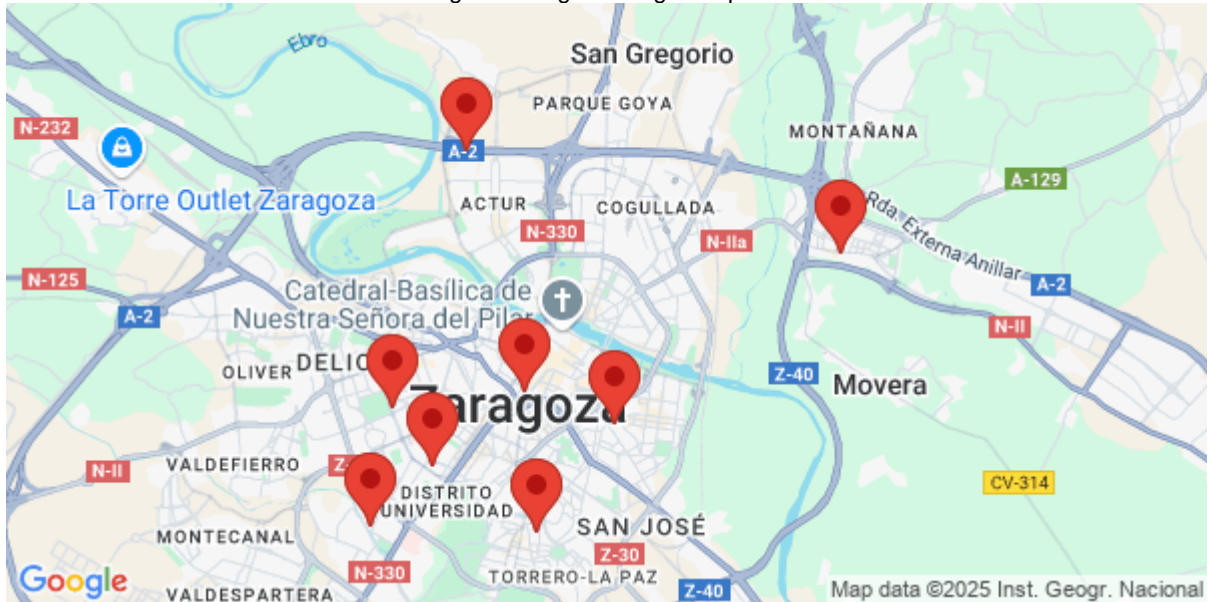 Ebro
San Gregorio
PARQUE GOYA
N-232
MONTAÑANA
A-2
A-129
La Torre Outlet Zaragoza
ACTUR
COGULLADA
Rda. Externa Anillar
N-330
N-IIa
N-125
Catedral-Basílica de
Nuestra Señora del Pilar
A-2
A-2
N-II
OLIVER
DELIC
Z-40
Movera
Zaragoza
VALDEFIERRO
N-II
CV-314
DISTRITO
UNIVERSIDAD
MONTECANAL
SAN JOSÉ
Z-30
N-330
TORRERO-LA PAZ
Z-40
Google
VALDESPARTERA
Map data ©2025 Inst. Geogr. Nacional